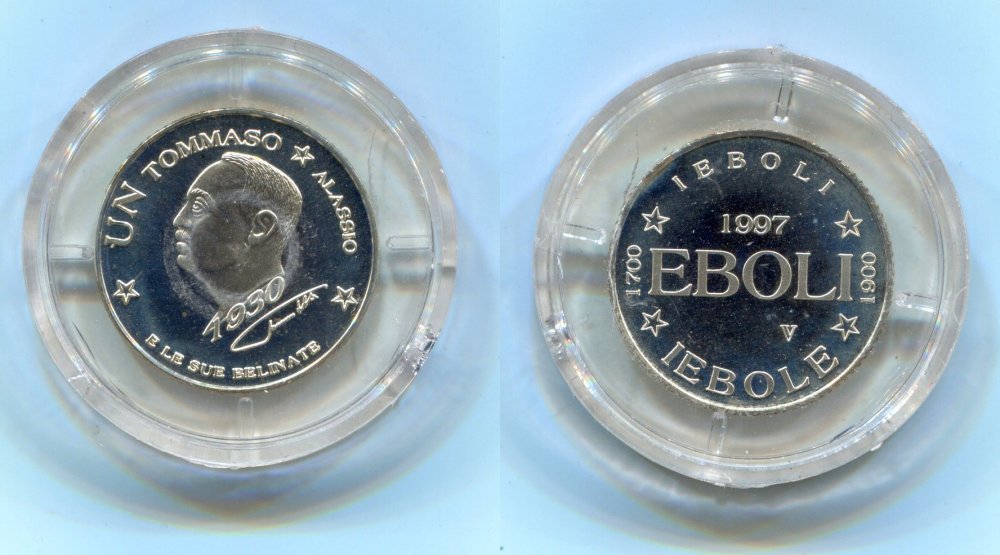 UN TOMMASO
ALASSIO
1930
E LE SUE BELINATE
IEBOLI
1997
1700 EBOLI 1900
V
IEBOLE